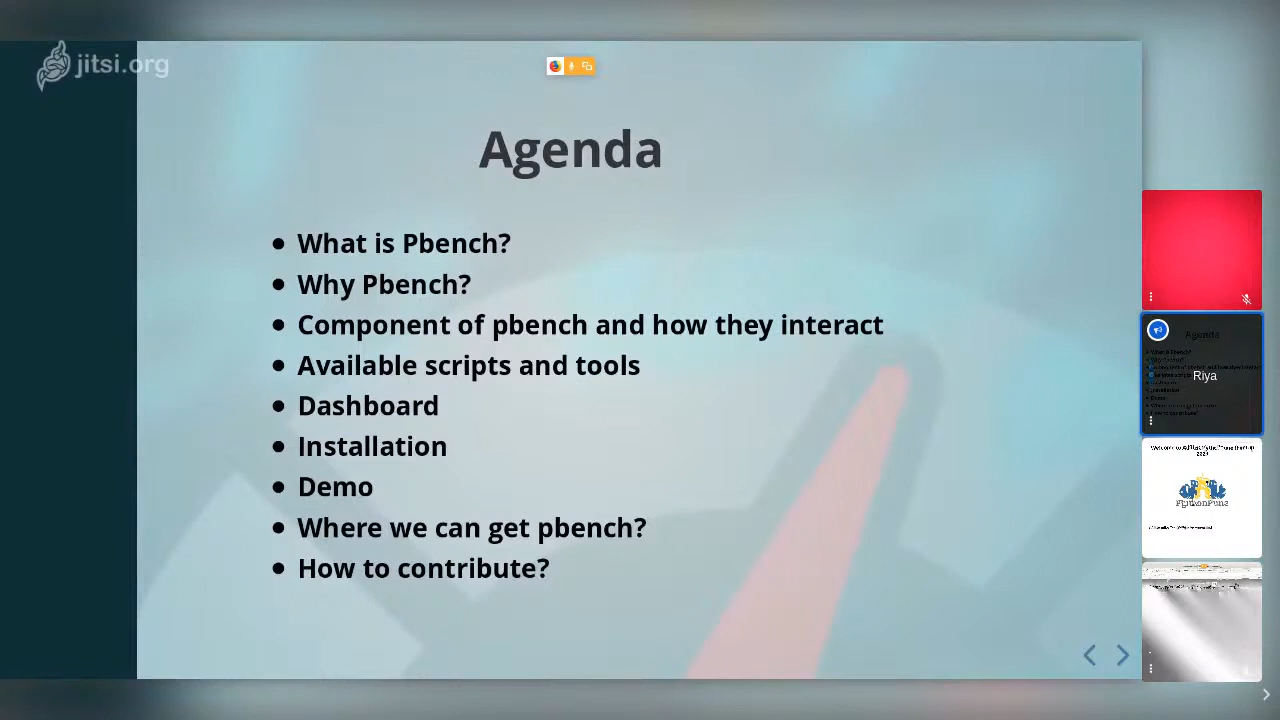 jitsi.org
Agenda
What is Pbench?
Why Pbench?
Component of pbench and how they interact
Available scripts and tools
Dashboard
Installation
Demo
Where we can get pbench?
How to contribute?
Agenda
Riya